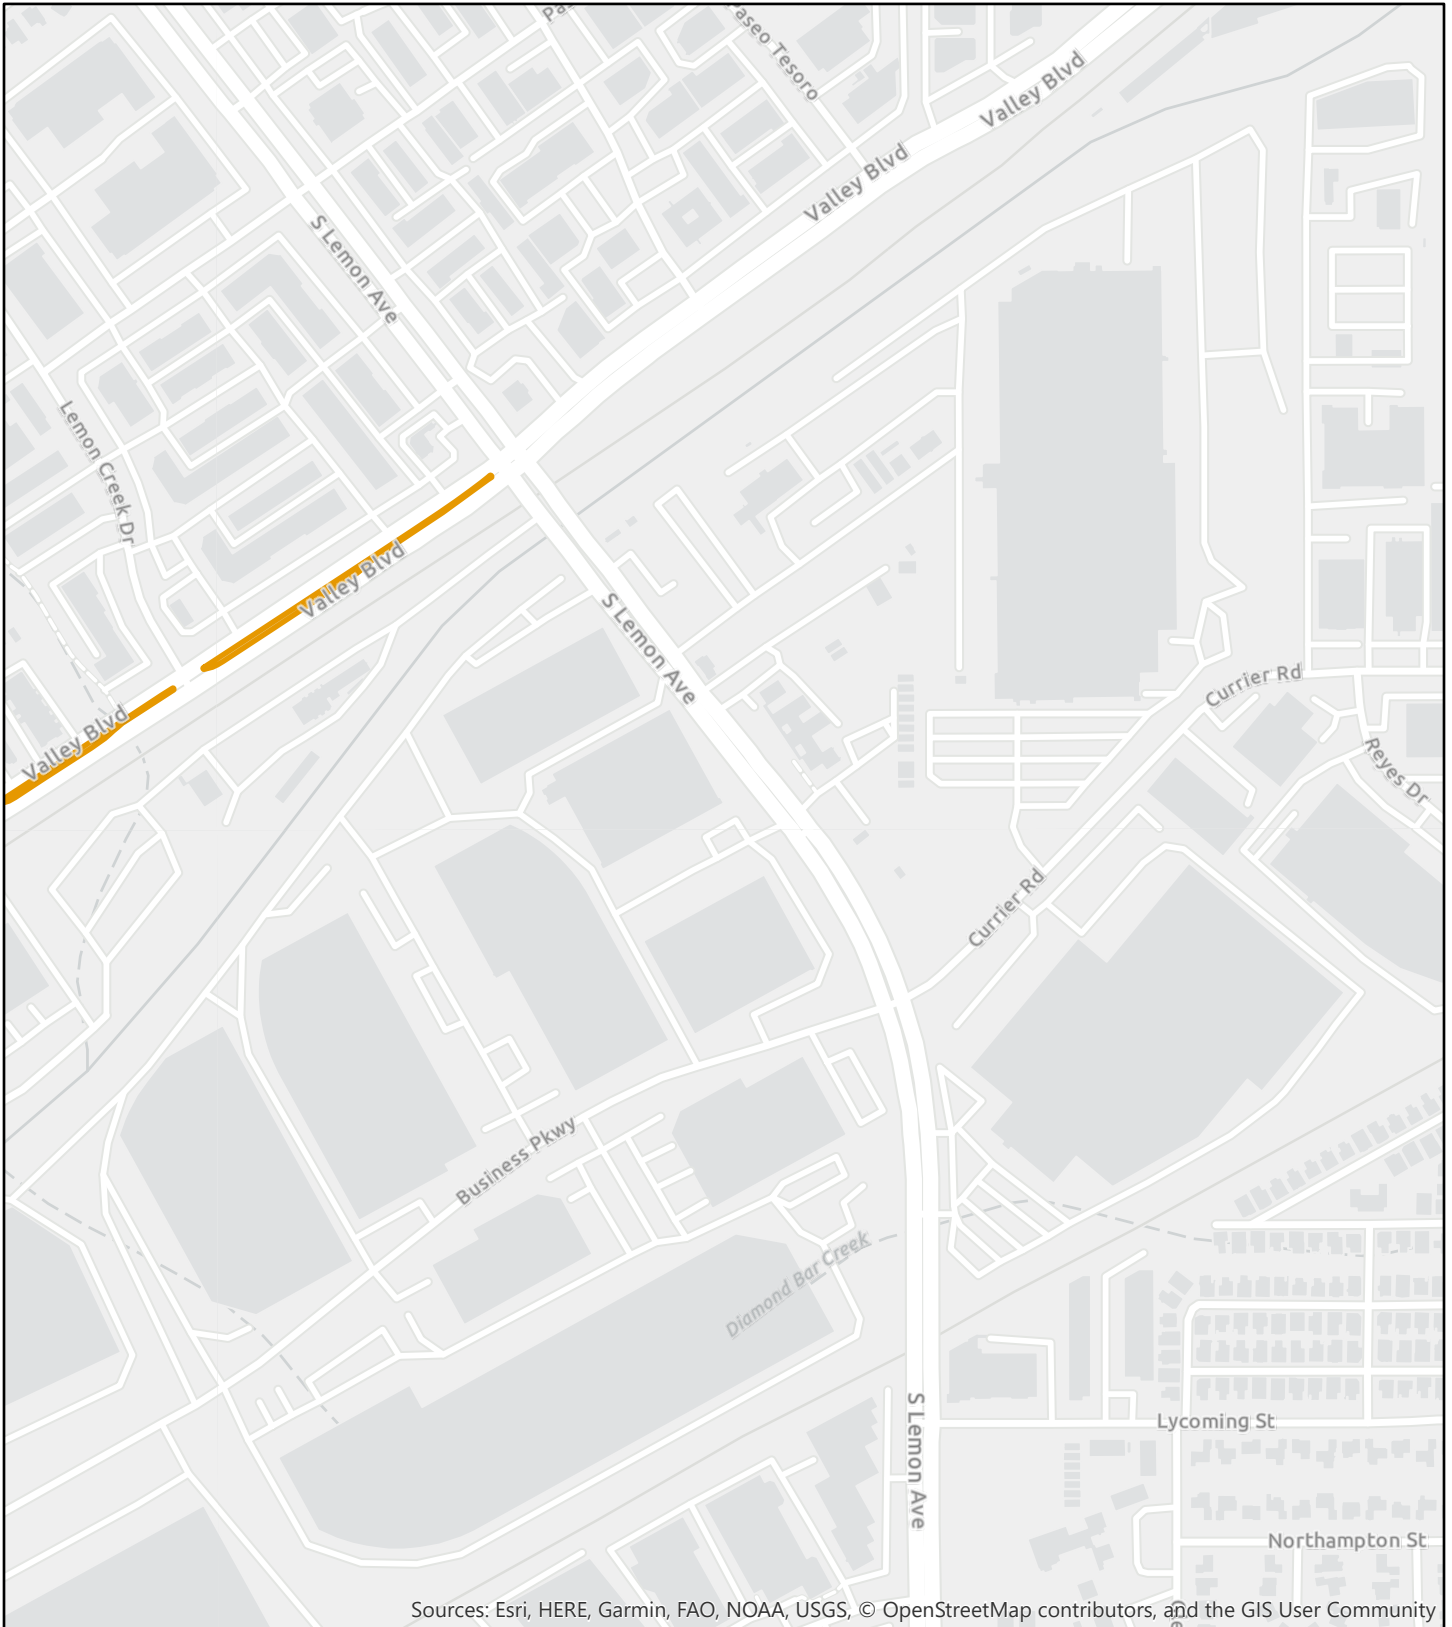 Paseo Tesoro
Valley Blvd
Valley Blvd
S Lemon Ave
Lemon Creek Dr
Valley Blvd
S Lemon Ave
Valley Blvd
Currier Rd
Reyes Dr
Currier Rd
Business Pkwy
Diamond Bar Creek
S Lemon Ave
Lycoming St
Northampton St
Sources: Esri, HERE, Garmin, FAO, NOAA, USGS, © OpenStreetMap contributors, and the GIS User Community